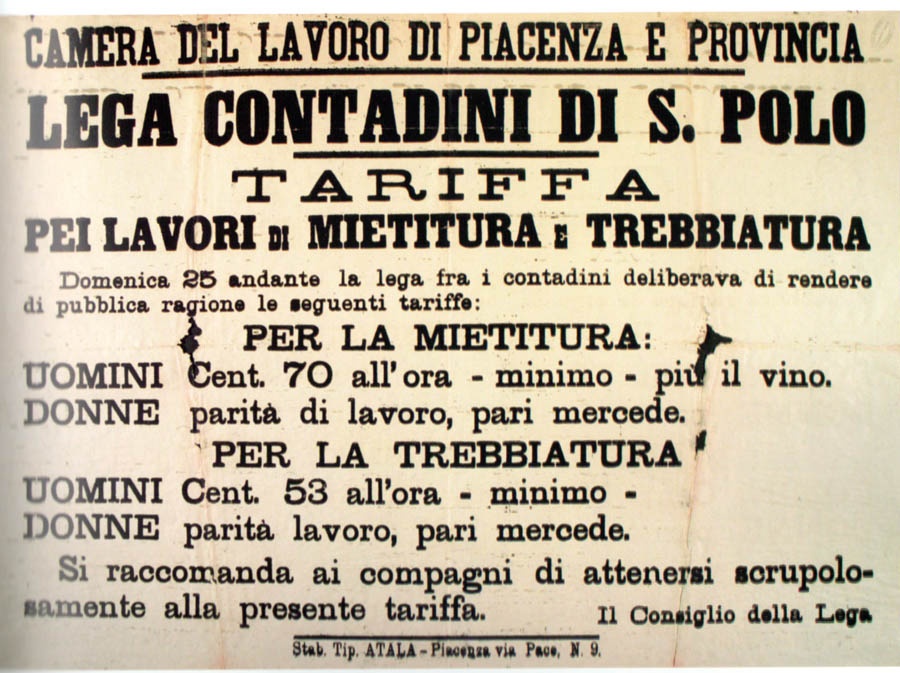 CAMERA DEL LAVORO DI PIACENZA E PROVINCIA
LEGA CONTADINI DI S. POLO
TARIFFA
PEI LAVORI DI MIETITURA E TREBBIATURA
Domenica 25 andante la lega fra i contadini deliberava di rendere
di pubblica ragione le seguenti tariffe:
PER LA MIETITURA:
UOMINI Cent. 70 all'ora - minimo - più il vino.
DONNE parità di lavoro, pari mercede.
PER LA TREBBIATURA
UOMINI Cent. 53 all'ora - minimo -
DONNE parità lavoro, pari mercede.
Si raccomanda ai compagni di attenersi scrupolo-
samente alla presente tariffa. Il Consiglio della Lega
Stab. Tip. ATALA - Piacenza via Pace, N. 9.